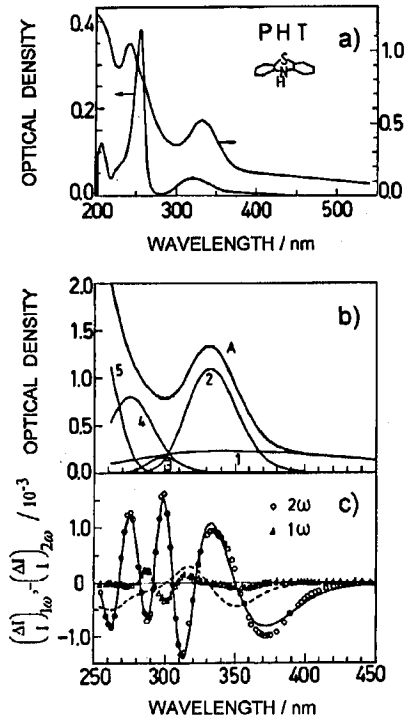 PHT
a)
S
N
H
OPTICAL DENSITY
0.4
0.2
0.0
1.0
0.5
0.0
200 300 400 500
WAVELENGTH / nm
b)
OPTICAL DENSITY
2.0
1.5
1.0
0.5
0.0
5
4
3
2
1
A
c)
2ω
1ω
(ΔI/I)1ω,-(ΔI/I)2ω / 10-3
1.0
0
-1.0
250 300 350 400 450
WAVELENGTH / nm